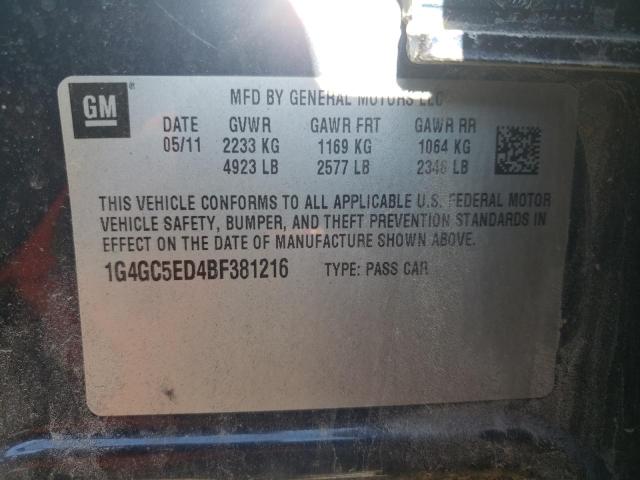 GM
®
MFD BY GENERAL MOTORS LLC
DATE GVWR GAWR FRT GAWR RR
05/11 2233 KG 1169 KG 1064 KG
4923 LB 2577 LB 2346 LB
THIS VEHICLE CONFORMS TO ALL APPLICABLE U.S. FEDERAL MOTOR
VEHICLE SAFETY, BUMPER, AND THEFT PREVENTION STANDARDS IN
EFFECT ON THE DATE OF MANUFACTURE SHOWN ABOVE.
1G4GC5ED4BF381216 TYPE: PASS CAR